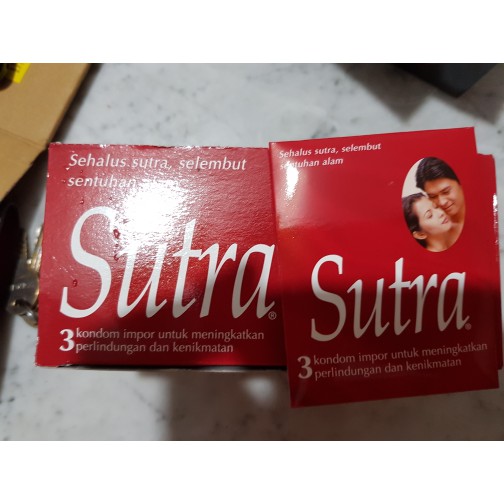 Sehalus sutra, selembut
sentuhan alam
Sutra®
3 kondom impor untuk meningkatkan
perlindungan dan kenikmatan
Sehalus sutra, selembut
sentuhan alam
Sutra®
3 kondom impor untuk meningkatkan
perlindungan dan kenikmatan